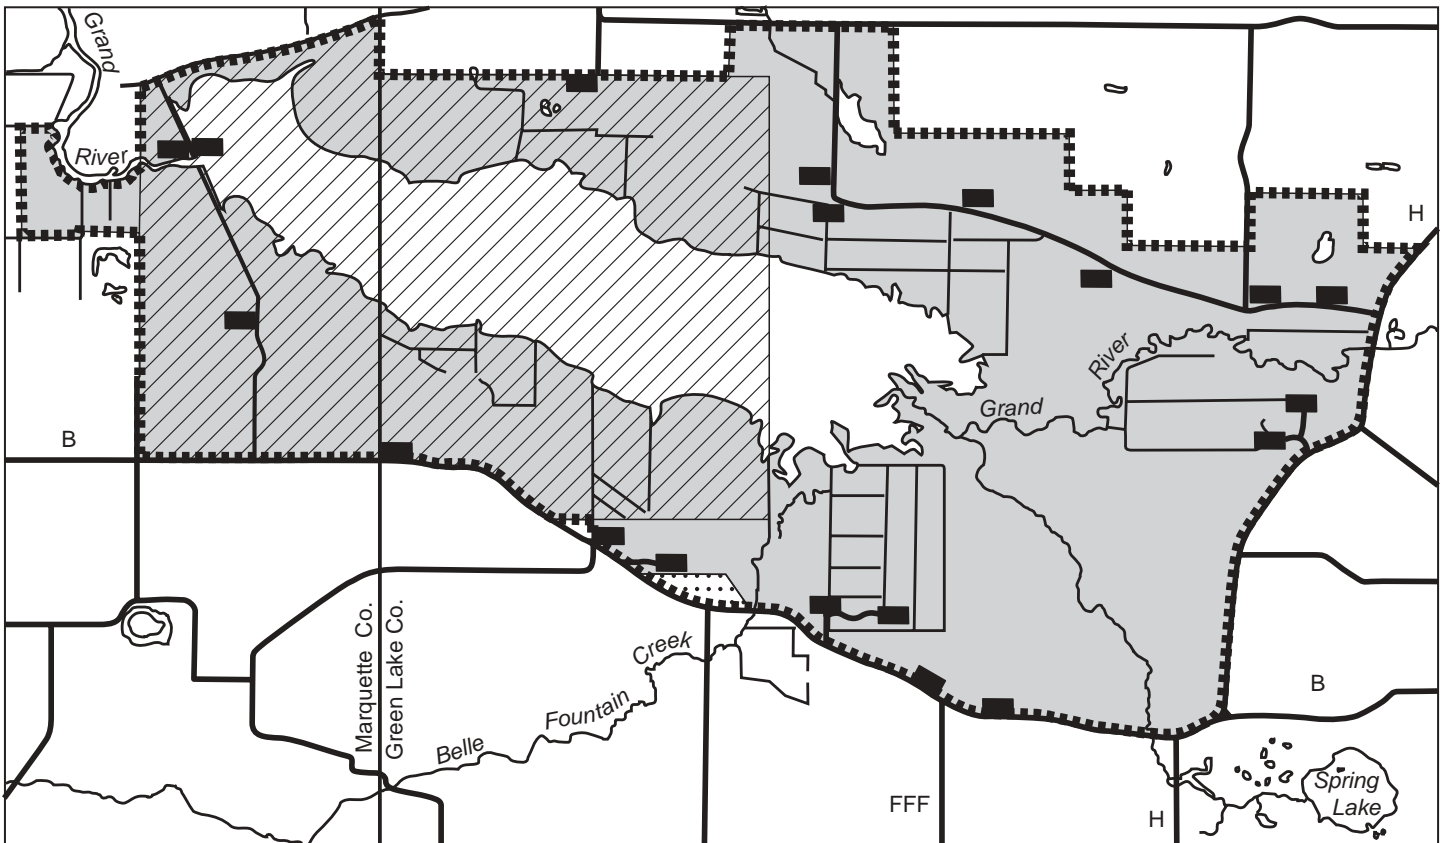 Grand
River
H
River
Grand
B
Marquette Co.
Green Lake Co.
Creek
Fountain
Belle
B
FFF
H
Spring
Lake